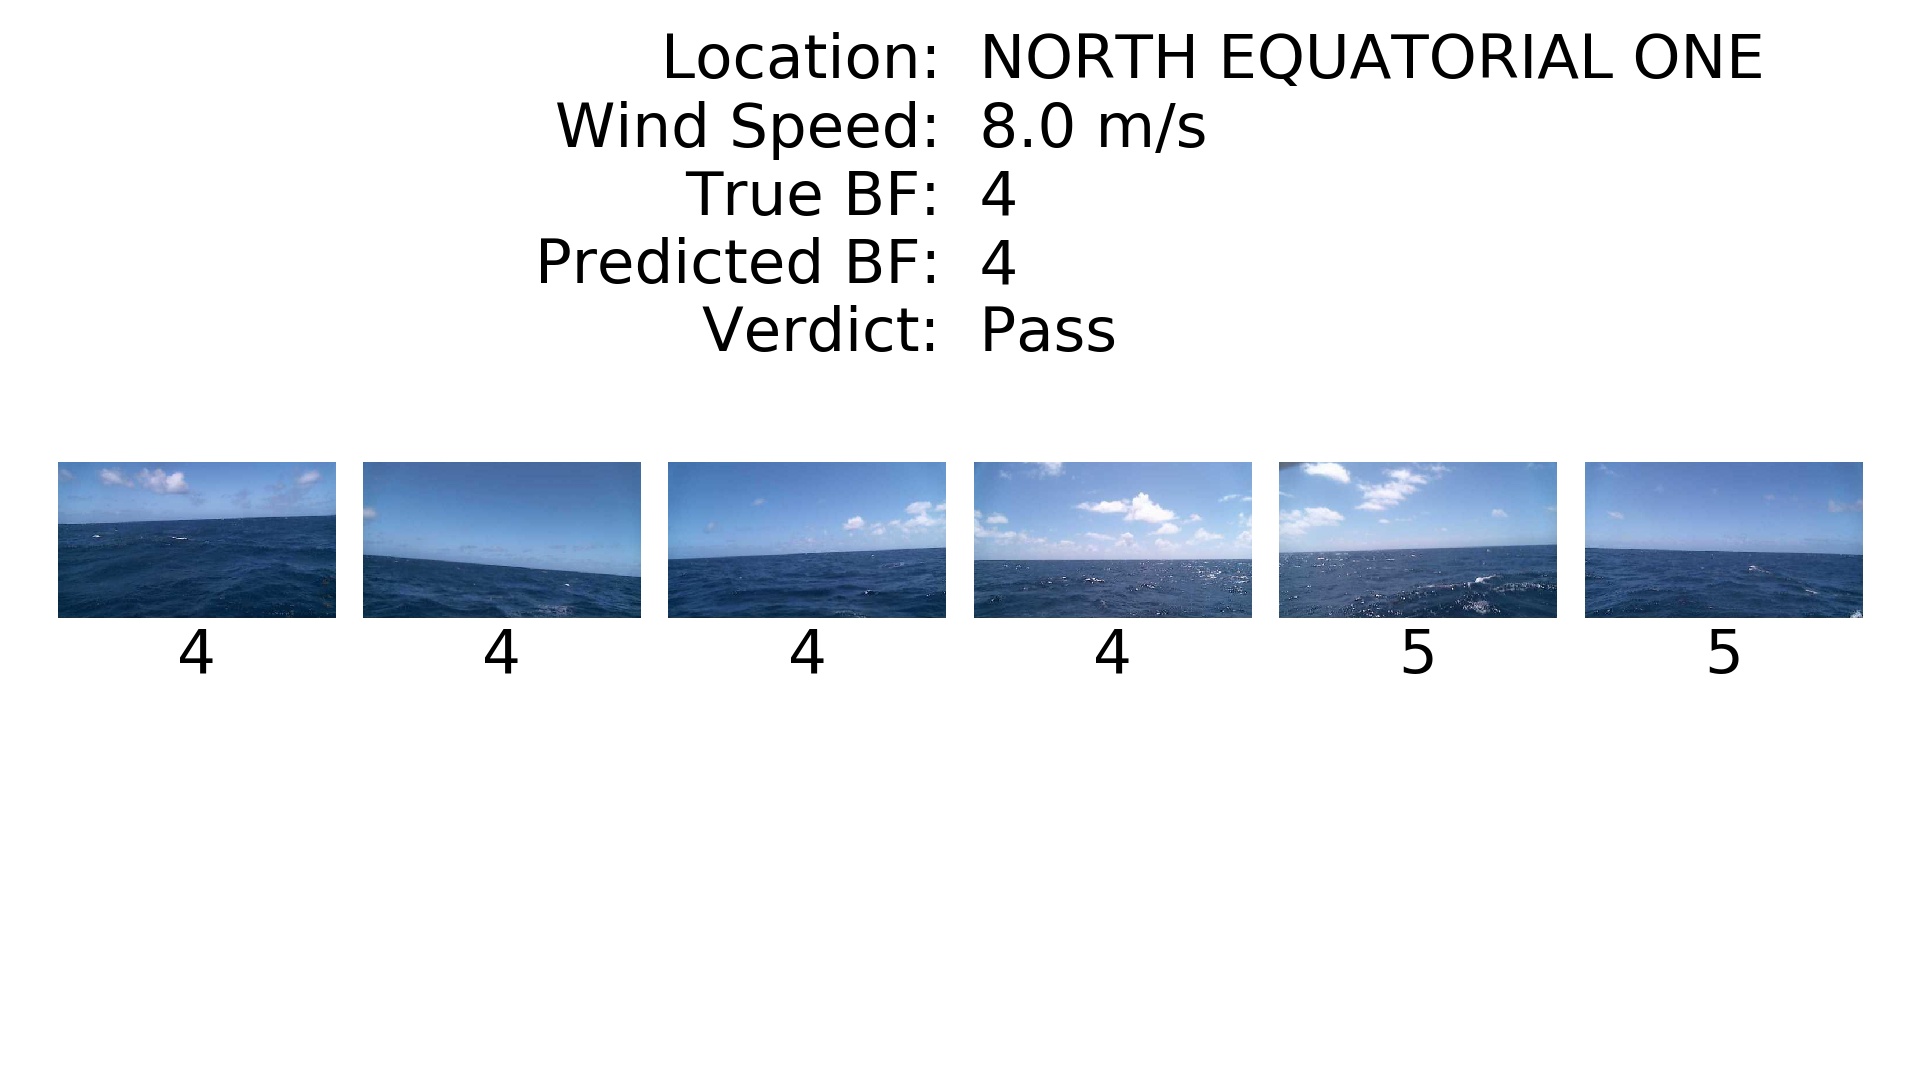 Location: NORTH EQUATORIAL ONE
Wind Speed: 8.0 m/s
True BF: 4
Predicted BF: 4
Verdict: Pass
4 4 4 4 5 5